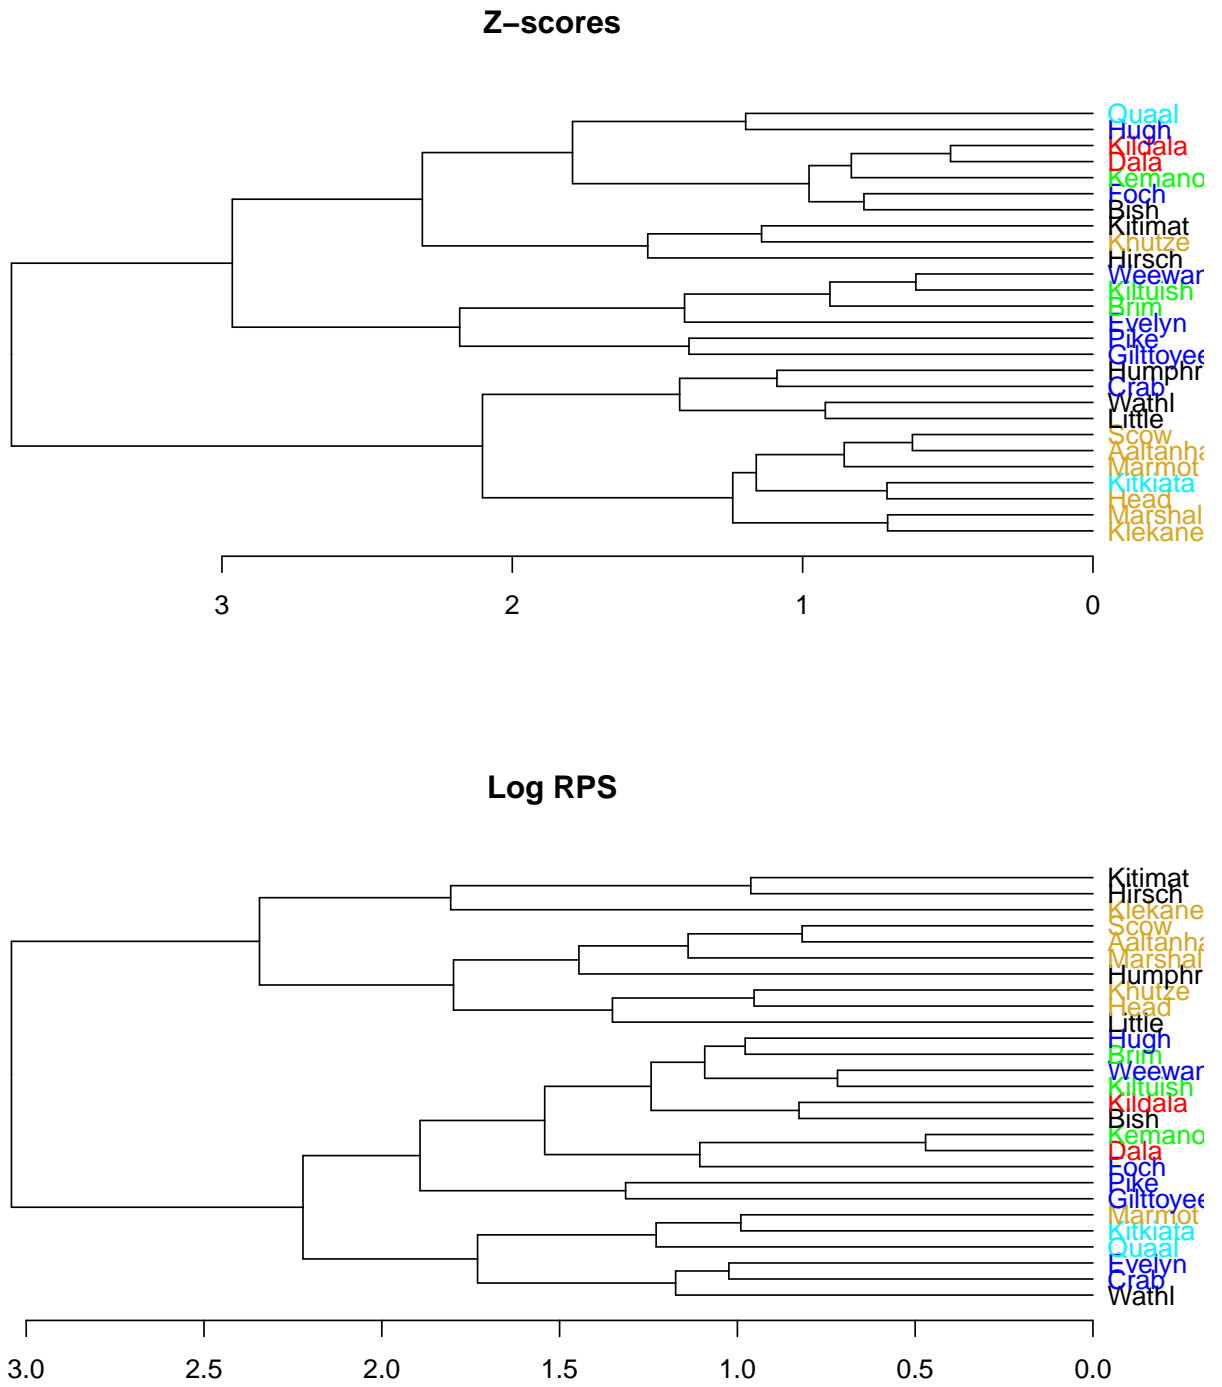 Z−scores
Quaal
Hugh
Kildala
Dala
Kemano
Foch
Bish
Kitimat
Khutze
Hirsch
Weewar
Kiltuish
Brim
Evelyn
Pike
Gilttoyee
Humphr
Crab
Wathl
Little
Scow
Aaltanha
Marmot
Kitkiata
Head
Marshal
Klekane
3 2 1 0
Log RPS
Kitimat
Hirsch
Klekane
Scow
Aaltanha
Marshal
Humphr
Khutze
Head
Little
Hugh
Brim
Weewar
Kiltuish
Kildala
Bish
Kemano
Dala
Foch
Pike
Gilttoyee
Marmot
Kitkiata
Quaal
Evelyn
Crab
Wathl
3.0 2.5 2.0 1.5 1.0 0.5 0.0